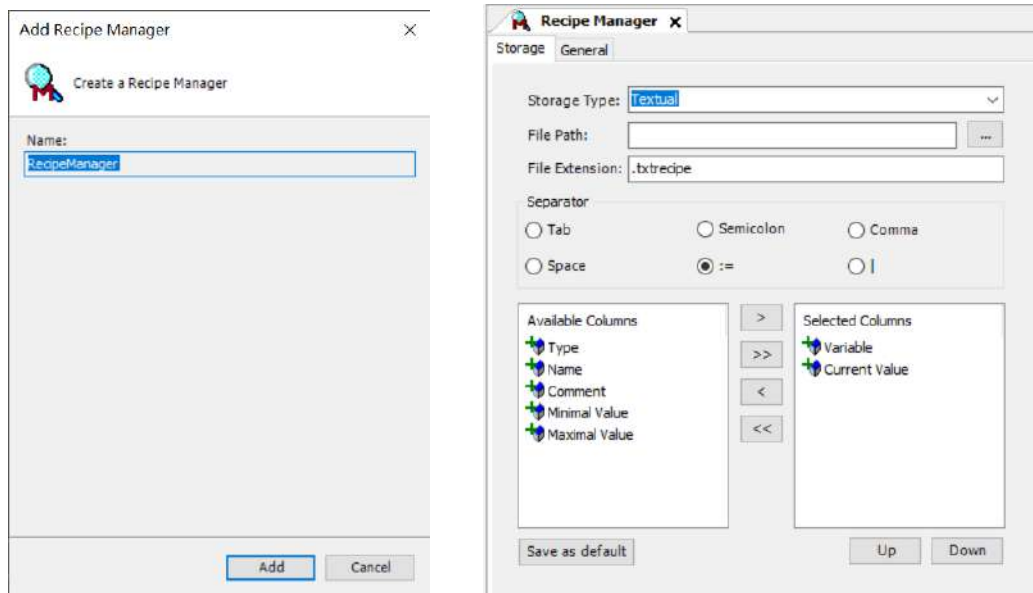 Add Recipe Manager
Create a Recipe Manager
Name:
RecipeManager
Add Cancel
Recipe Manager
Storage General
Storage Type: Textual
File Path: ...
File Extension: .txtrecipe
Separator
Tab Semicolon Comma
Space := |
Available Columns
Type
Name
Comment
Minimal Value
Maximal Value
>
>>
<
<<
Selected Columns
Variable
Current Value
Save as default Up Down